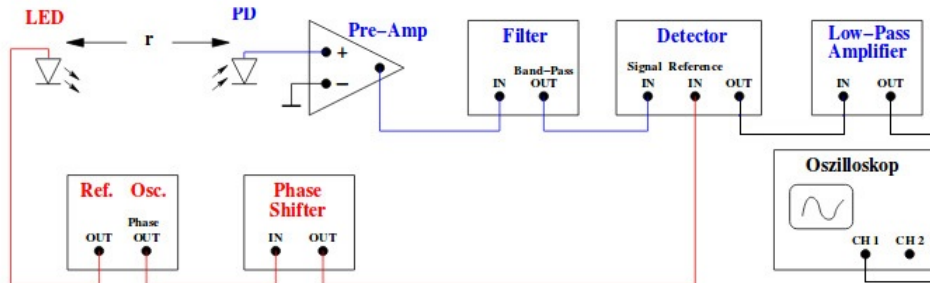 LED
r
PD
Pre-Amp
+
-
Filter
Band-Pass
IN OUT
Detector
Signal Reference
IN IN OUT
Low-Pass
Amplifier
IN OUT
Ref. Osc.
Phase
OUT OUT
Phase
Shifter
IN OUT
Oszilloskop
CH 1 CH 2